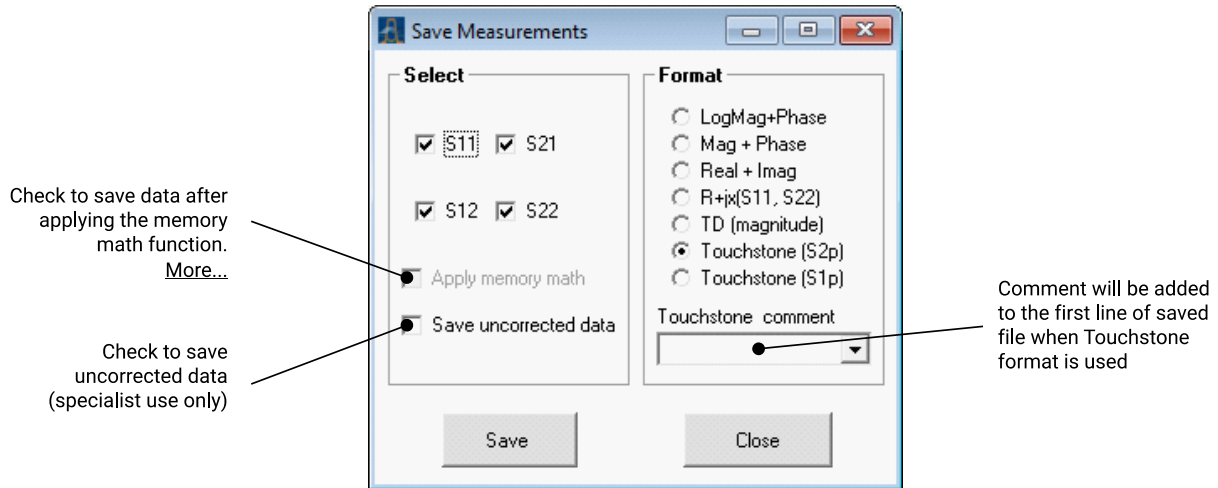 Save Measurements
Select
S11 S21
S12 S22
Apply memory math
Save uncorrected data
Format
LogMag+Phase
Mag + Phase
Real + Imag
R+jx(S11, S22)
TD (magnitude)
Touchstone (S2p)
Touchstone (S1p)
Touchstone comment
Save
Close
Check to save data after
applying the memory
math function.
More...
Check to save
uncorrected data
(specialist use only)
Comment will be added
to the first line of saved
file when Touchstone
format is used